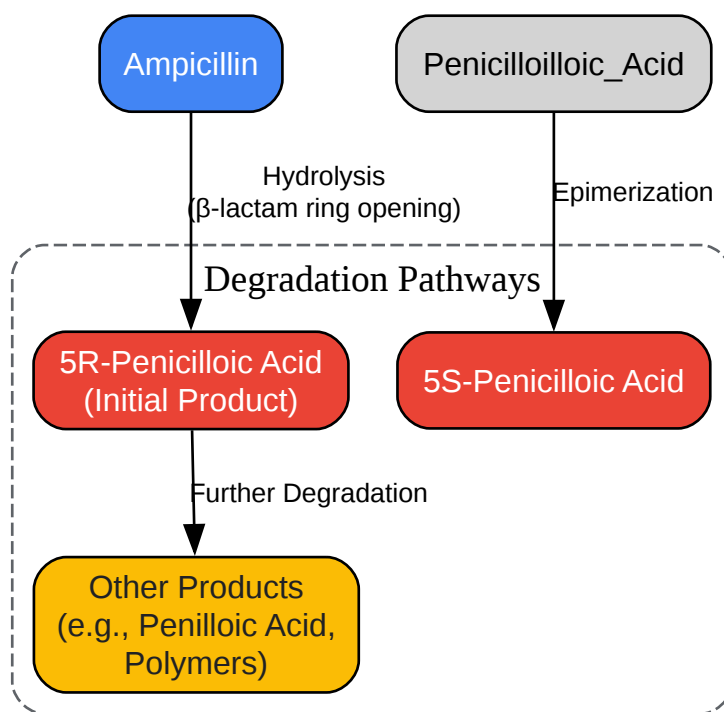 Ampicillin
Penicilloilloic_Acid
Hydrolysis
(β-lactam ring opening)
Epimerization
Degradation Pathways
5R-Penicilloic Acid
(Initial Product)
5S-Penicilloic Acid
Further Degradation
Other Products
(e.g., Penilloic Acid,
Polymers)